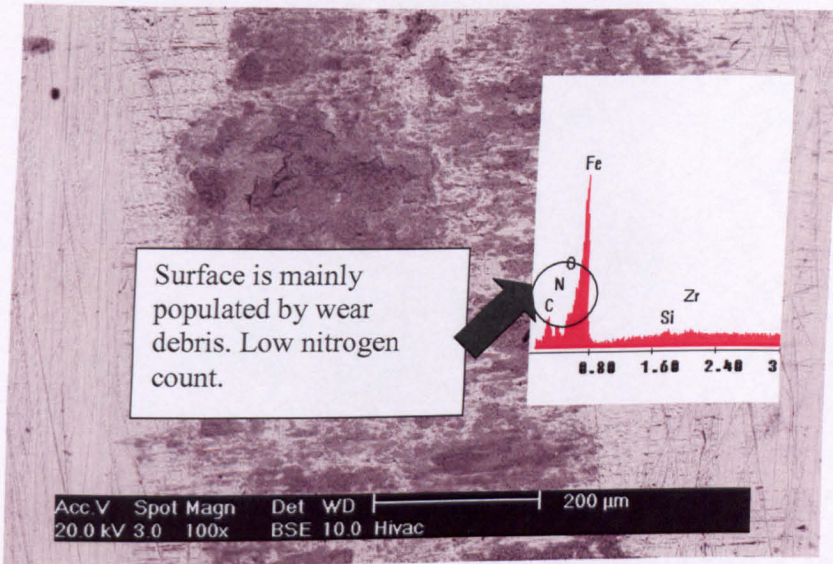 Fe
O
N
C
Zr
Si
0.80 1.60 2.40 3
Surface is mainly
populated by wear
debris. Low nitrogen
count.
Acc.V Spot Magn Det WD 200 µm
20.0 kV 3.0 100x BSE 10.0 Hivac